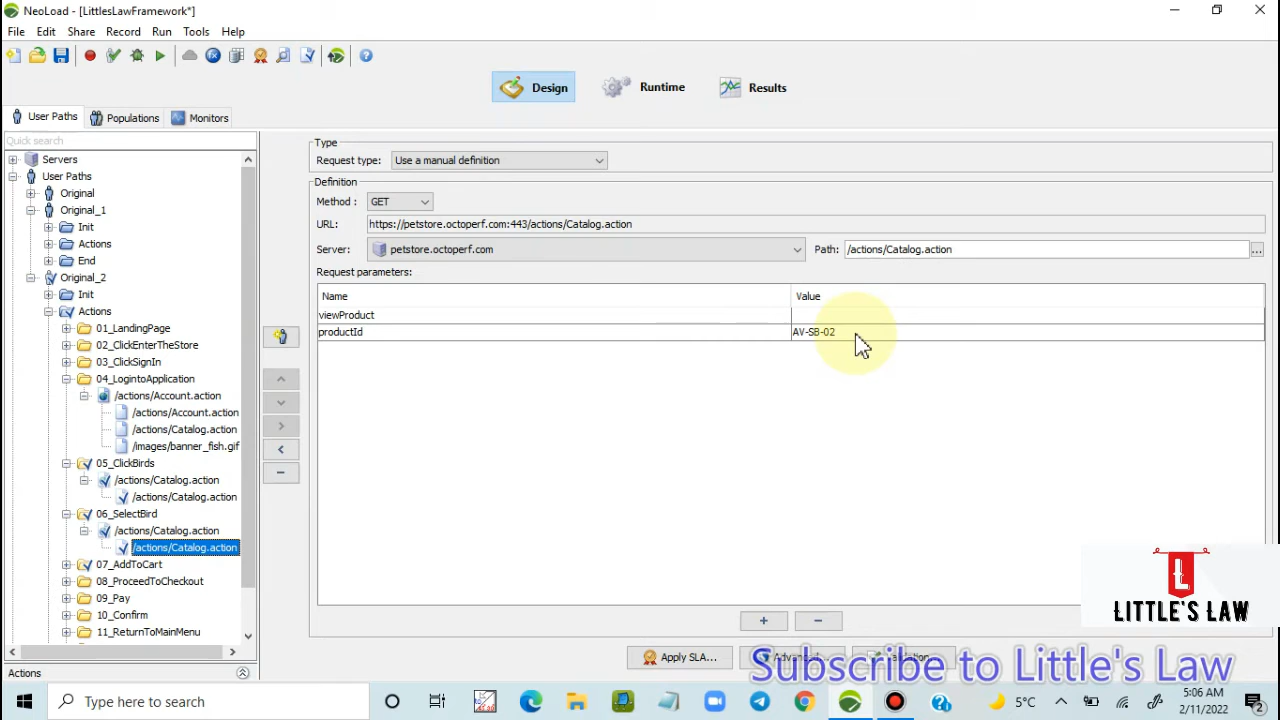 NeoLoad - [LittlesLawFramework*]
File Edit Share Record Run Tools Help
Design Runtime Results
User Paths Populations Monitors
Quick search
Servers
User Paths
Original
Original_1
Init
Actions
End
Original_2
Init
Actions
01_LandingPage
02_ClickEnterTheStore
03_ClickSignIn
04_LogintoApplication
/actions/Account.action
/actions/Account.action
/actions/Catalog.action
/images/banner_fish.gif
05_ClickBirds
/actions/Catalog.action
/actions/Catalog.action
06_SelectBird
/actions/Catalog.action
/actions/Catalog.action
07_AddToCart
08_ProceedToCheckout
09_Pay
10_Confirm
11_ReturnToMainMenu
Actions
Type
Request type: Use a manual definition
Definition
Method : GET
URL: https://petstore.octoperf.com:443/actions/Catalog.action
Server: petstore.octoperf.com Path: /actions/Catalog.action ...
Request parameters:
Name Value
viewProduct
productId AV-SB-02
+ −
Apply SLA...
LITTLE'S LAW
Subscribe to Little's Law
Type here to search
5°C
5:06 AM
2/11/2022
2